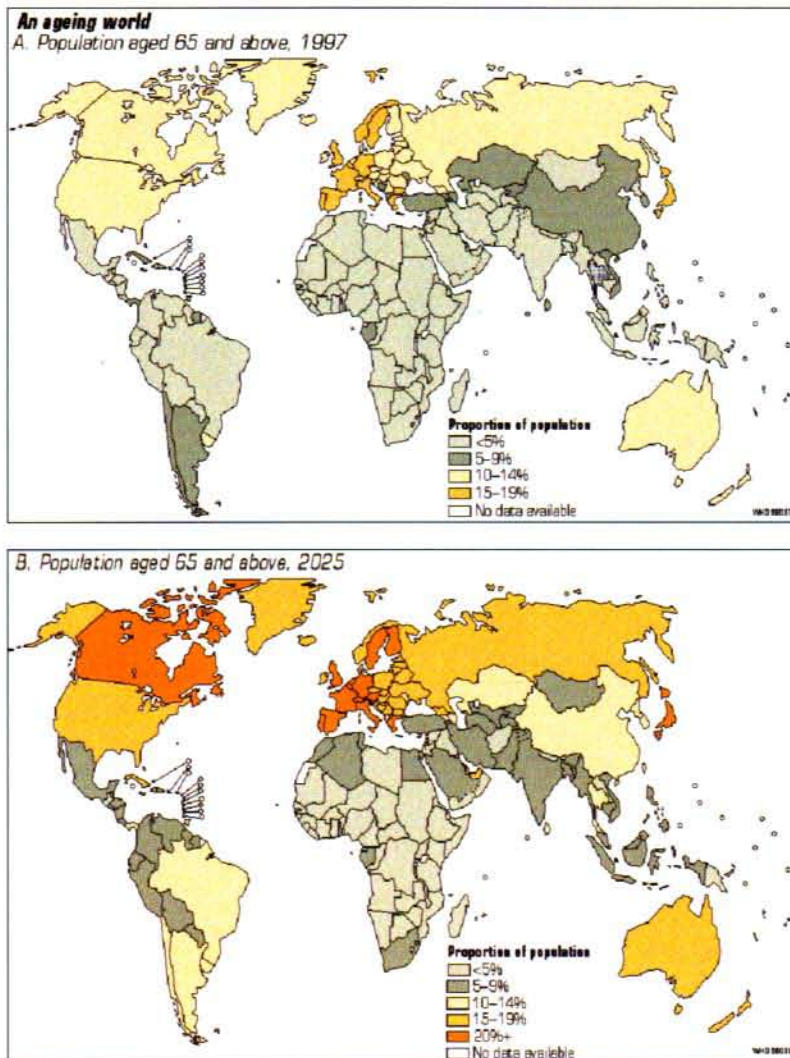 An ageing world
A. Population aged 65 and above, 1997
Proportion of population
<5%
5–9%
10–14%
15–19%
No data available
B. Population aged 65 and above, 2025
Proportion of population
<5%
5–9%
10–14%
15–19%
20%+
No data available